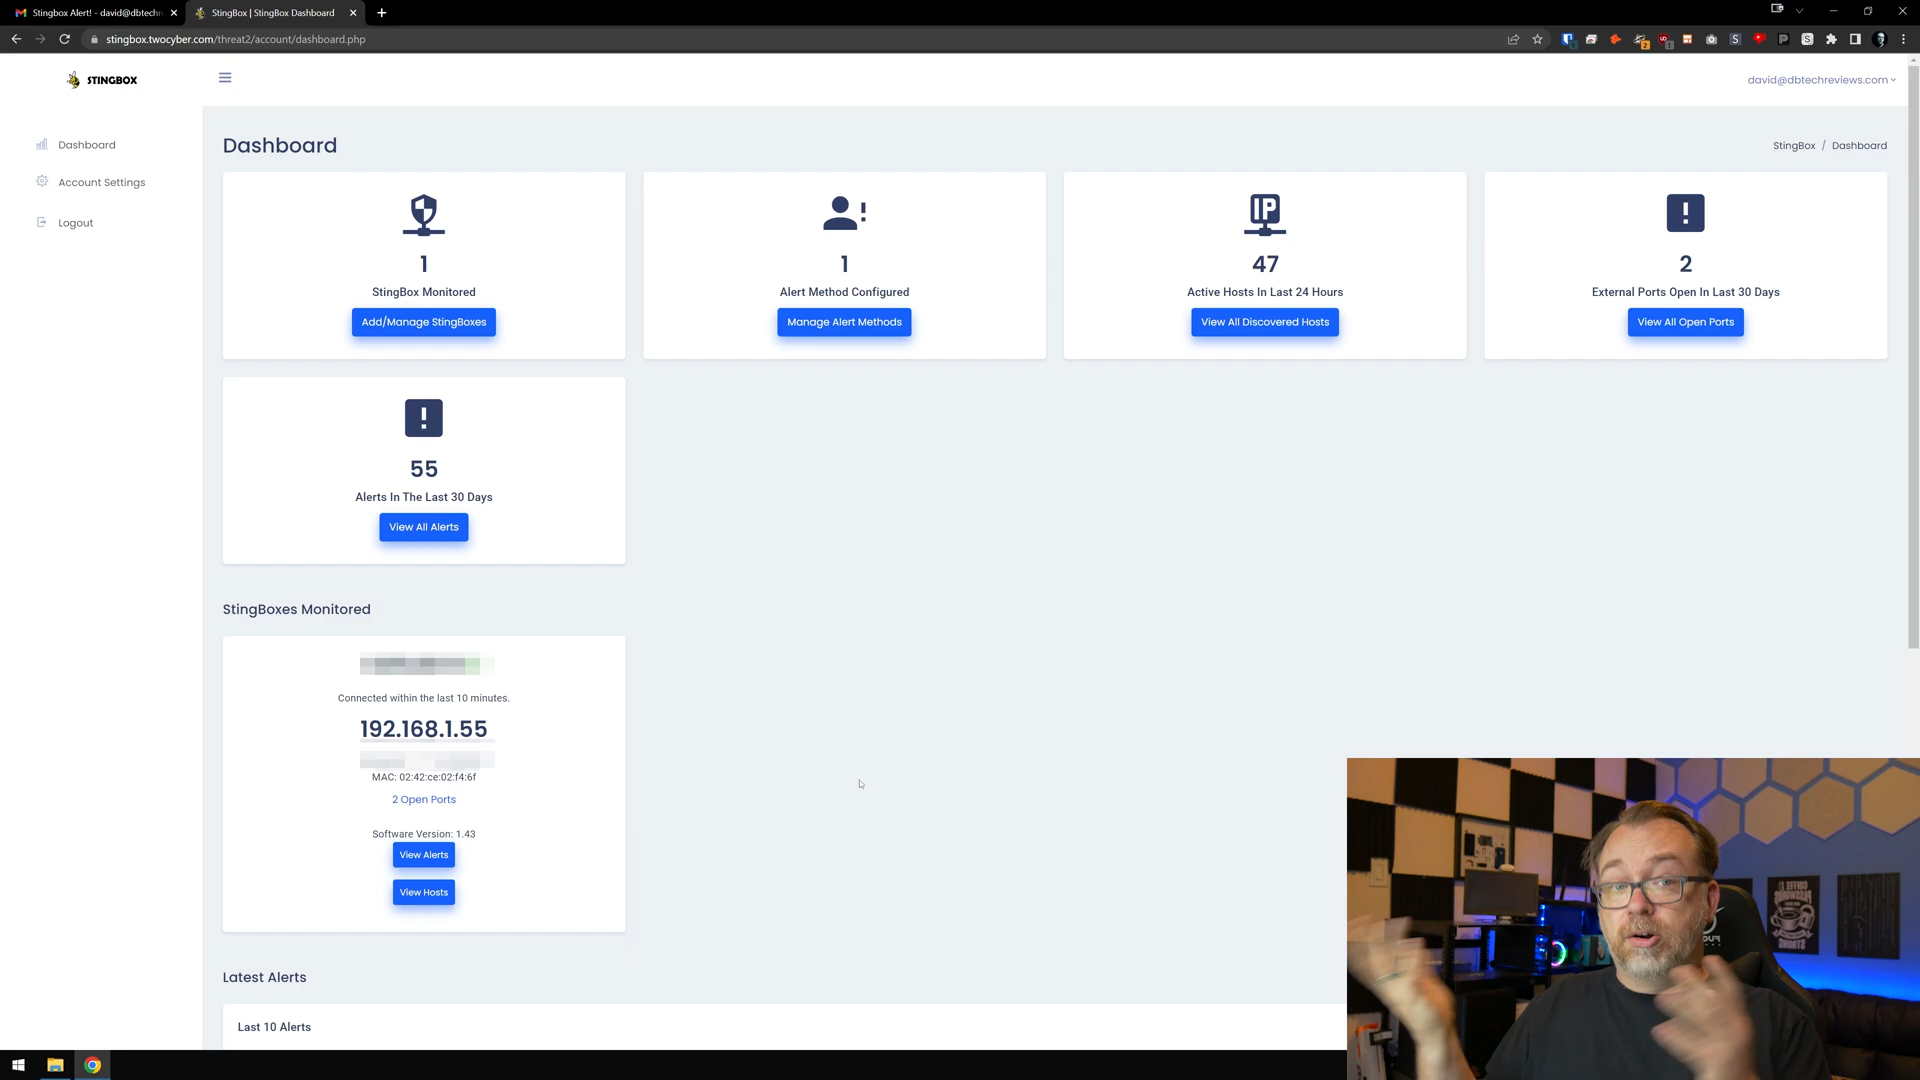 Stingbox Alert! - david@dbtech
StingBox | StingBox Dashboard
stingbox.twocyber.com/threat2/account/dashboard.php
STINGBOX
david@dbtechreviews.com
Dashboard
Account Settings
Logout
Dashboard
StingBox / Dashboard
1
StingBox Monitored
Add/Manage StingBoxes
1
Alert Method Configured
Manage Alert Methods
IP
47
Active Hosts In Last 24 Hours
View All Discovered Hosts
!
2
External Ports Open In Last 30 Days
View All Open Ports
!
55
Alerts In The Last 30 Days
View All Alerts
StingBoxes Monitored
Connected within the last 10 minutes.
192.168.1.55
MAC: 02:42:ce:02:f4:6f
2 Open Ports
Software Version: 1.43
View Alerts
View Hosts
Latest Alerts
Last 10 Alerts